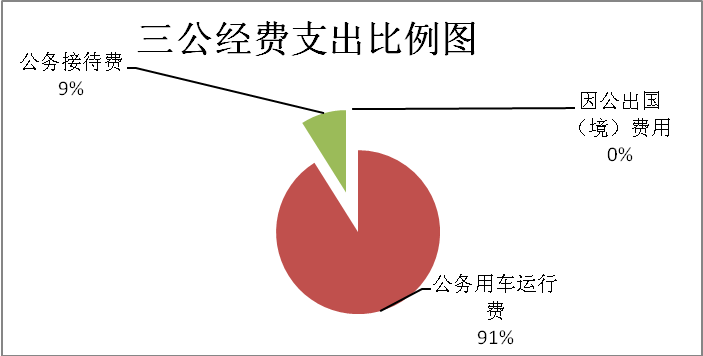 三公经费支出比例图
公务接待费
9%
因公出国
（境）费用
0%
公务用车运行
费
91%